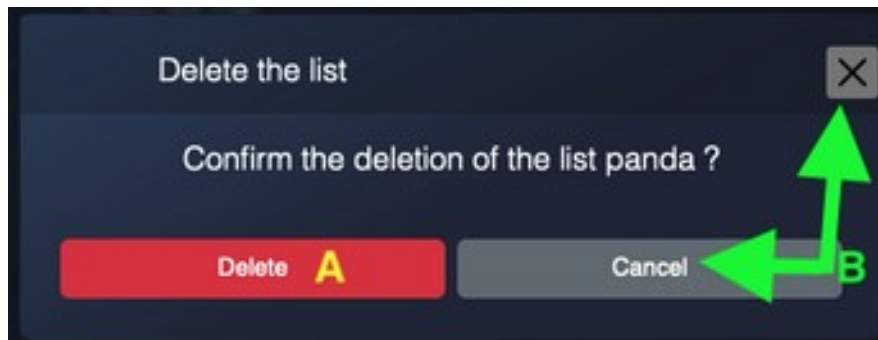 Delete the list
Confirm the deletion of the list panda ?
Delete A Cancel B